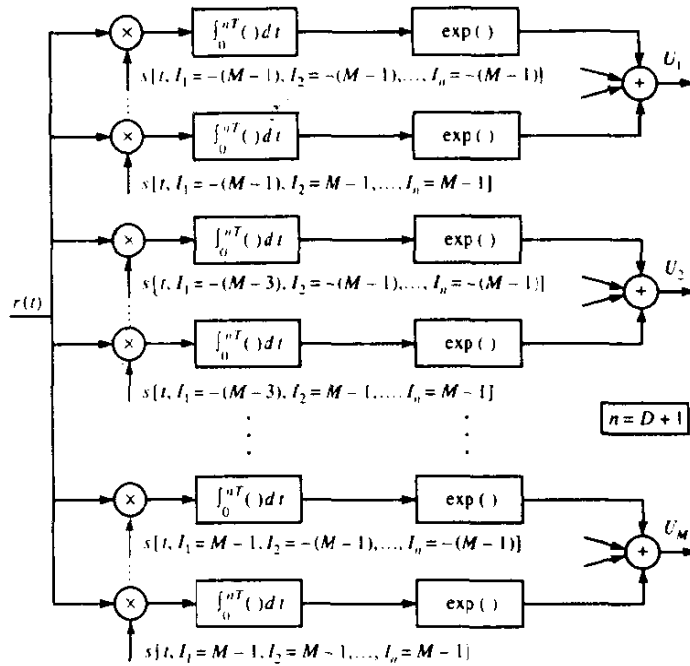 × ∫₀ⁿᵀ( )dt exp( )
U₁
s[t, I₁ = −(M − 1), I₂ = −(M − 1),..., Iₙ = −(M − 1)]
+
× ∫₀ⁿᵀ( )dt exp( )
s[t, I₁ = −(M − 1), I₂ = M − 1,..., Iₙ = M − 1]
× ∫₀ⁿᵀ( )dt exp( )
U₂
s[t, I₁ = −(M − 3), I₂ = −(M − 1),..., Iₙ = −(M − 1)]
+
r(t)
× ∫₀ⁿᵀ( )dt exp( )
s[t, I₁ = −(M − 3), I₂ = M − 1,..., Iₙ = M − 1]
n = D + 1
× ∫₀ⁿᵀ( )dt exp( )
U_M
s[t, I₁ = M − 1, I₂ = −(M − 1),..., Iₙ = −(M − 1)]
+
× ∫₀ⁿᵀ( )dt exp( )
s[t, I₁ = M − 1, I₂ = M − 1,..., Iₙ = M − 1]